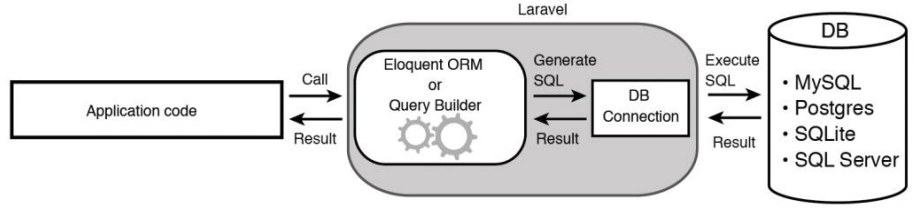 Laravel
Application code
Call
Result
Eloquent ORM
or
Query Builder
Generate
SQL
Result
DB
Connection
Execute
SQL
Result
DB
• MySQL
• Postgres
• SQLite
• SQL Server